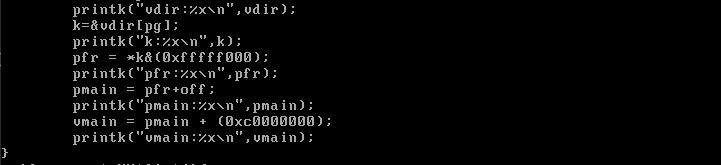 printk("vdir:%x\n",vdir);
k=&vdir[pg];
printk("k:%x\n",k);
pfr = *k&(0xfffff000);
printk("pfr:%x\n",pfr);
pmain = pfr+off;
printk("pmain:%x\n",pmain);
vmain = pmain + (0xc0000000);
printk("vmain:%x\n",vmain);
}